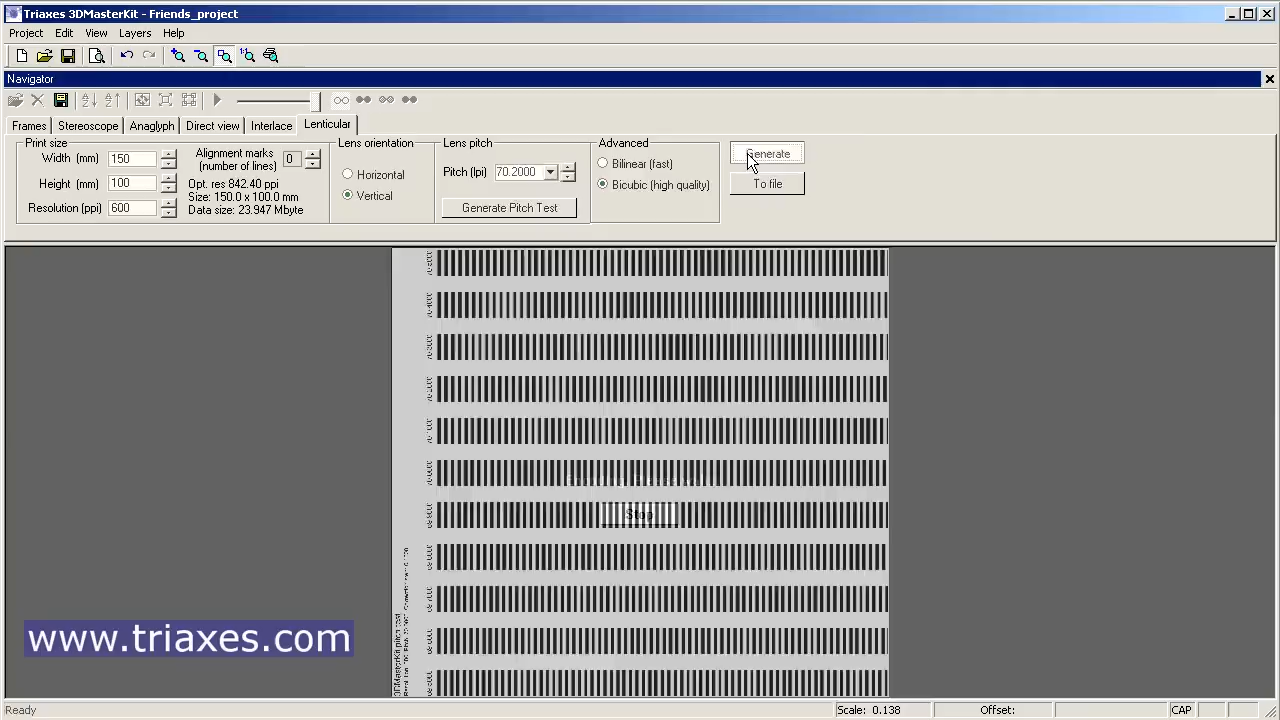 Triaxes 3DMasterKit - Friends_project
Project Edit View Layers Help
Navigator
Frames Stereoscope Anaglyph Direct view Interlace Lenticular
Print size
Width (mm) 150
Height (mm) 100
Resolution (ppi) 600
Alignment marks
(number of lines) 0
Opt. res 842.40 ppi
Size: 150.0 x 100.0 mm
Data size: 23.947 Mbyte
Lens orientation
Horizontal
Vertical
Lens pitch
Pitch (lpi) 70.2000
Generate Pitch Test
Advanced
Bilinear (fast)
Bicubic (high quality)
Generate
To file
Stop
3DMasterKit pitch test
www.triaxes.com
Ready
Scale: 0.138
Offset:
CAP